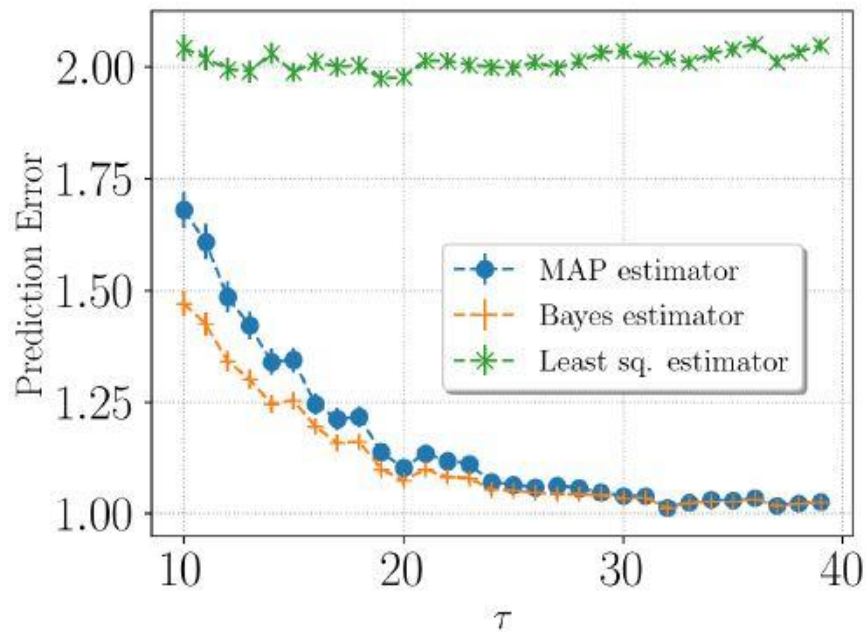 2.00
1.75
1.50
1.25
1.00
Prediction Error
MAP estimator
Bayes estimator
Least sq. estimator
10 20 30 40
τ